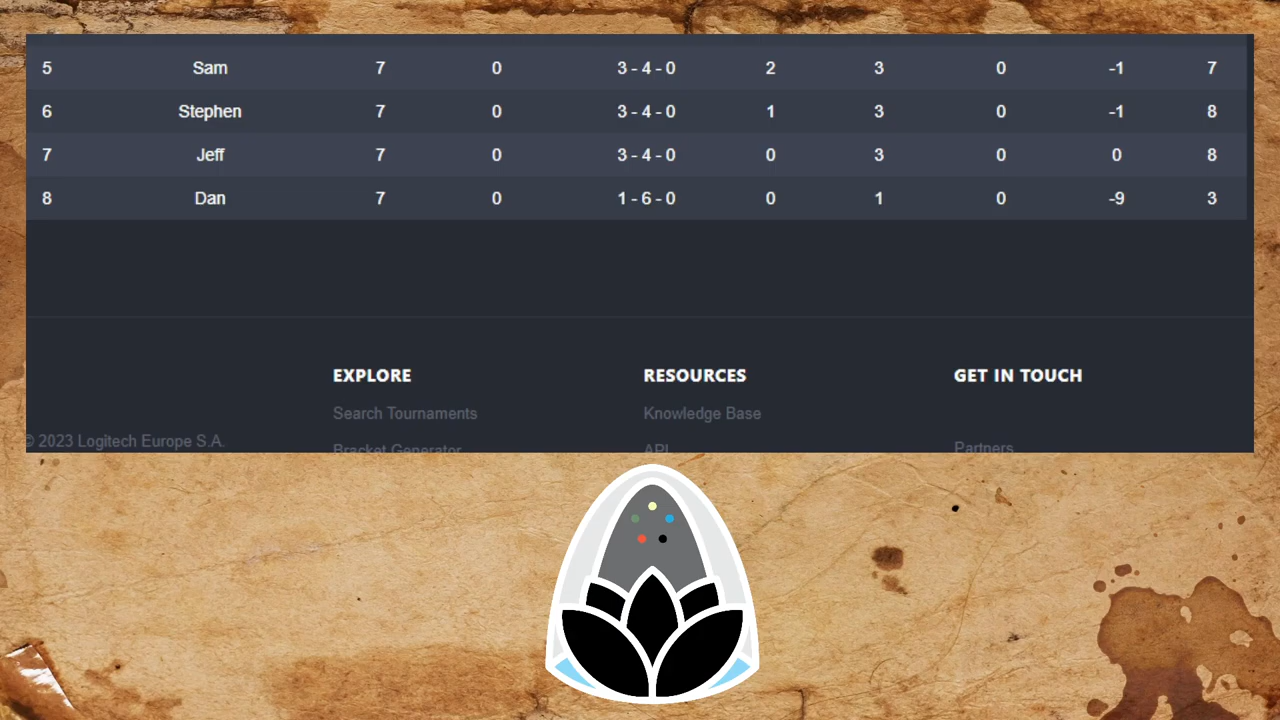 5 Sam 7 0 3 - 4 - 0 2 3 0 -1 7
6 Stephen 7 0 3 - 4 - 0 1 3 0 -1 8
7 Jeff 7 0 3 - 4 - 0 0 3 0 0 8
8 Dan 7 0 1 - 6 - 0 0 1 0 -9 3
EXPLORE RESOURCES GET IN TOUCH
Search Tournaments Knowledge Base
© 2023 Logitech Europe S.A. Bracket Generator API Partners